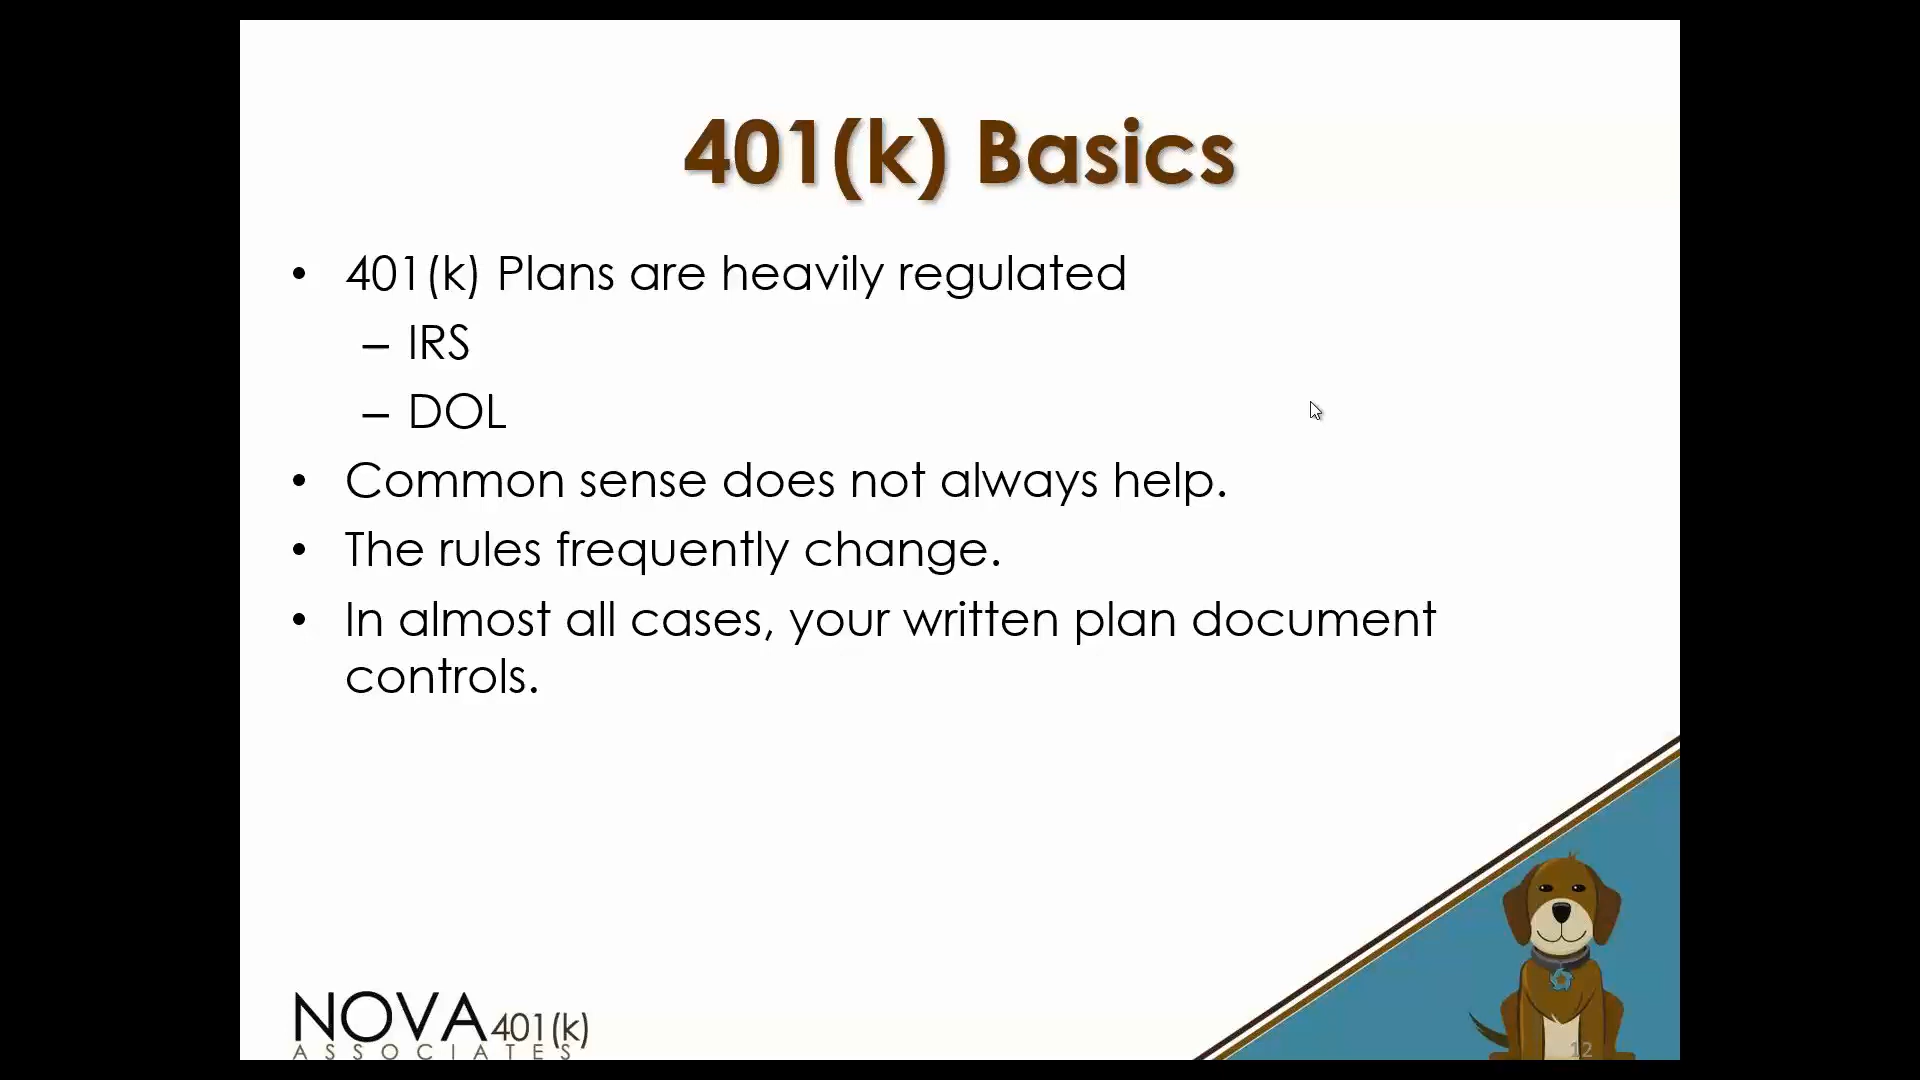 401(k) Basics
• 401(k) Plans are heavily regulated
– IRS
– DOL
• Common sense does not always help.
• The rules frequently change.
• In almost all cases, your written plan document
controls.
NOVA 401(k)
ASSOCIATES
12